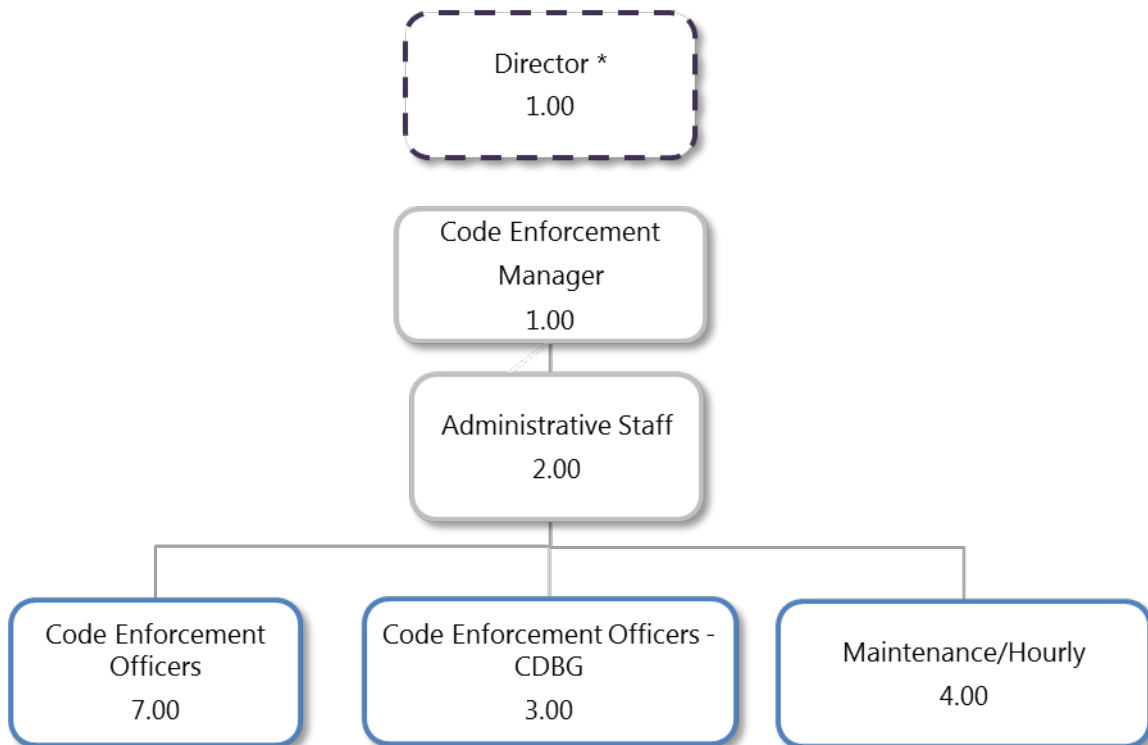 Director *
1.00
Code Enforcement
Manager
1.00
Administrative Staff
2.00
Code Enforcement
Officers
7.00
Code Enforcement Officers -
CDBG
3.00
Maintenance/Hourly
4.00